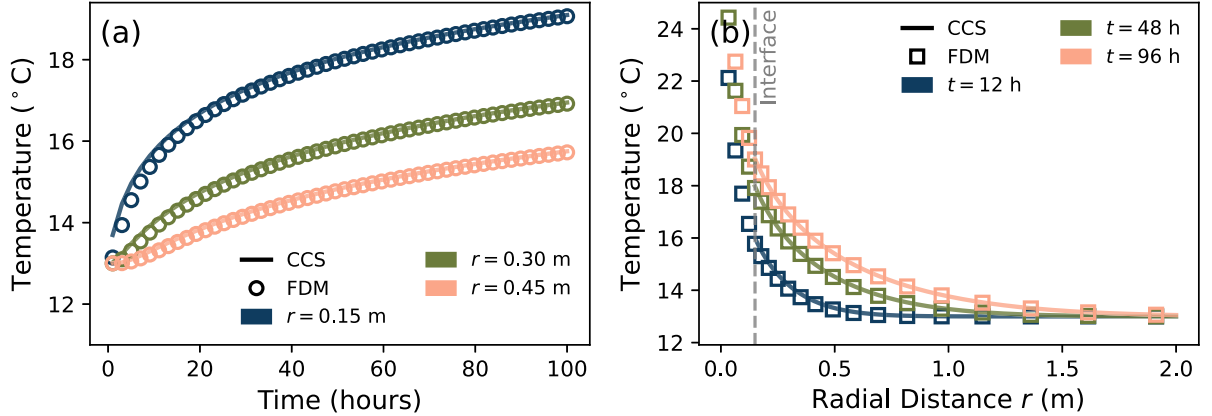 (a)
Temperature (°C)
18
16
14
12
CCS
FDM
r = 0.15 m
r = 0.30 m
r = 0.45 m
0 20 40 60 80 100
Time (hours)
(b)
Temperature (°C)
24
22
20
18
16
14
12
Interface
CCS
FDM
t = 12 h
t = 48 h
t = 96 h
0.0 0.5 1.0 1.5 2.0
Radial Distance r (m)